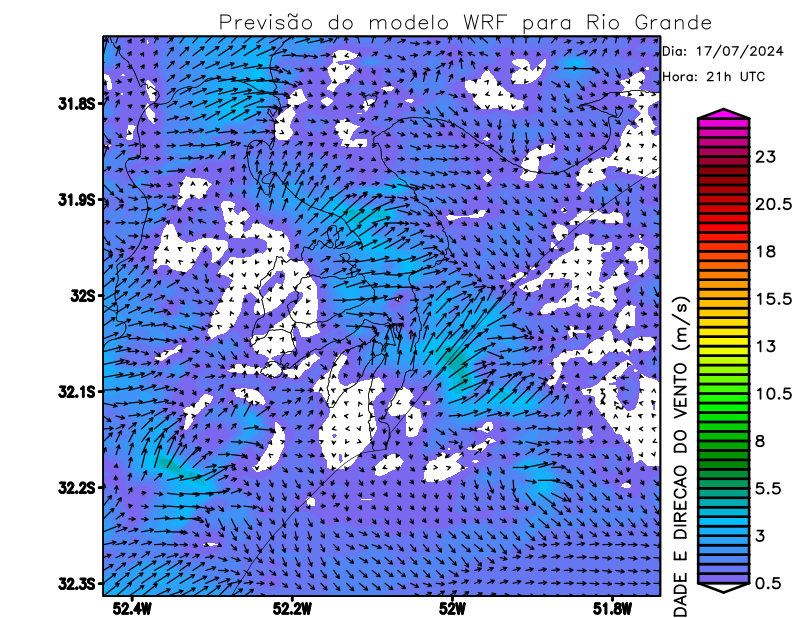 Previsão do modelo WRF para Rio Grande
Dia: 17/07/2024
Hora: 21h UTC
31.8S
31.9S
32S
32.1S
32.2S
32.3S
52.4W
52.2W
52W
51.8W
23
20.5
18
15.5
13
10.5
8
5.5
3
0.5
DADE E DIRECAO DO VENTO (m/s)